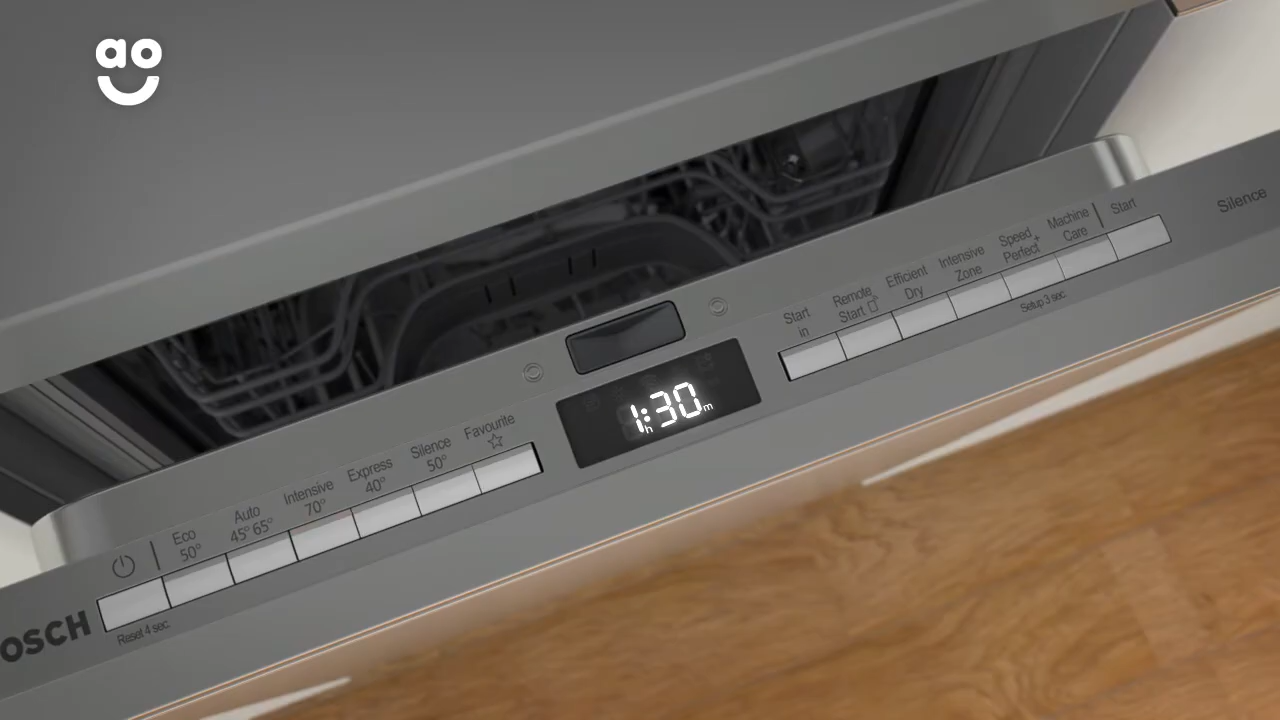 ao
OSCH
Reset 4 sec.
Eco
50°
Auto
45° 65°
Intensive
70°
Express
40°
Silence
50°
Favourite
1:30
h m
Start
in
Remote
Start
Efficient
Dry
Intensive
Zone
Speed
Perfect+
Machine
Care
Start
Setup 3 sec.
Silence